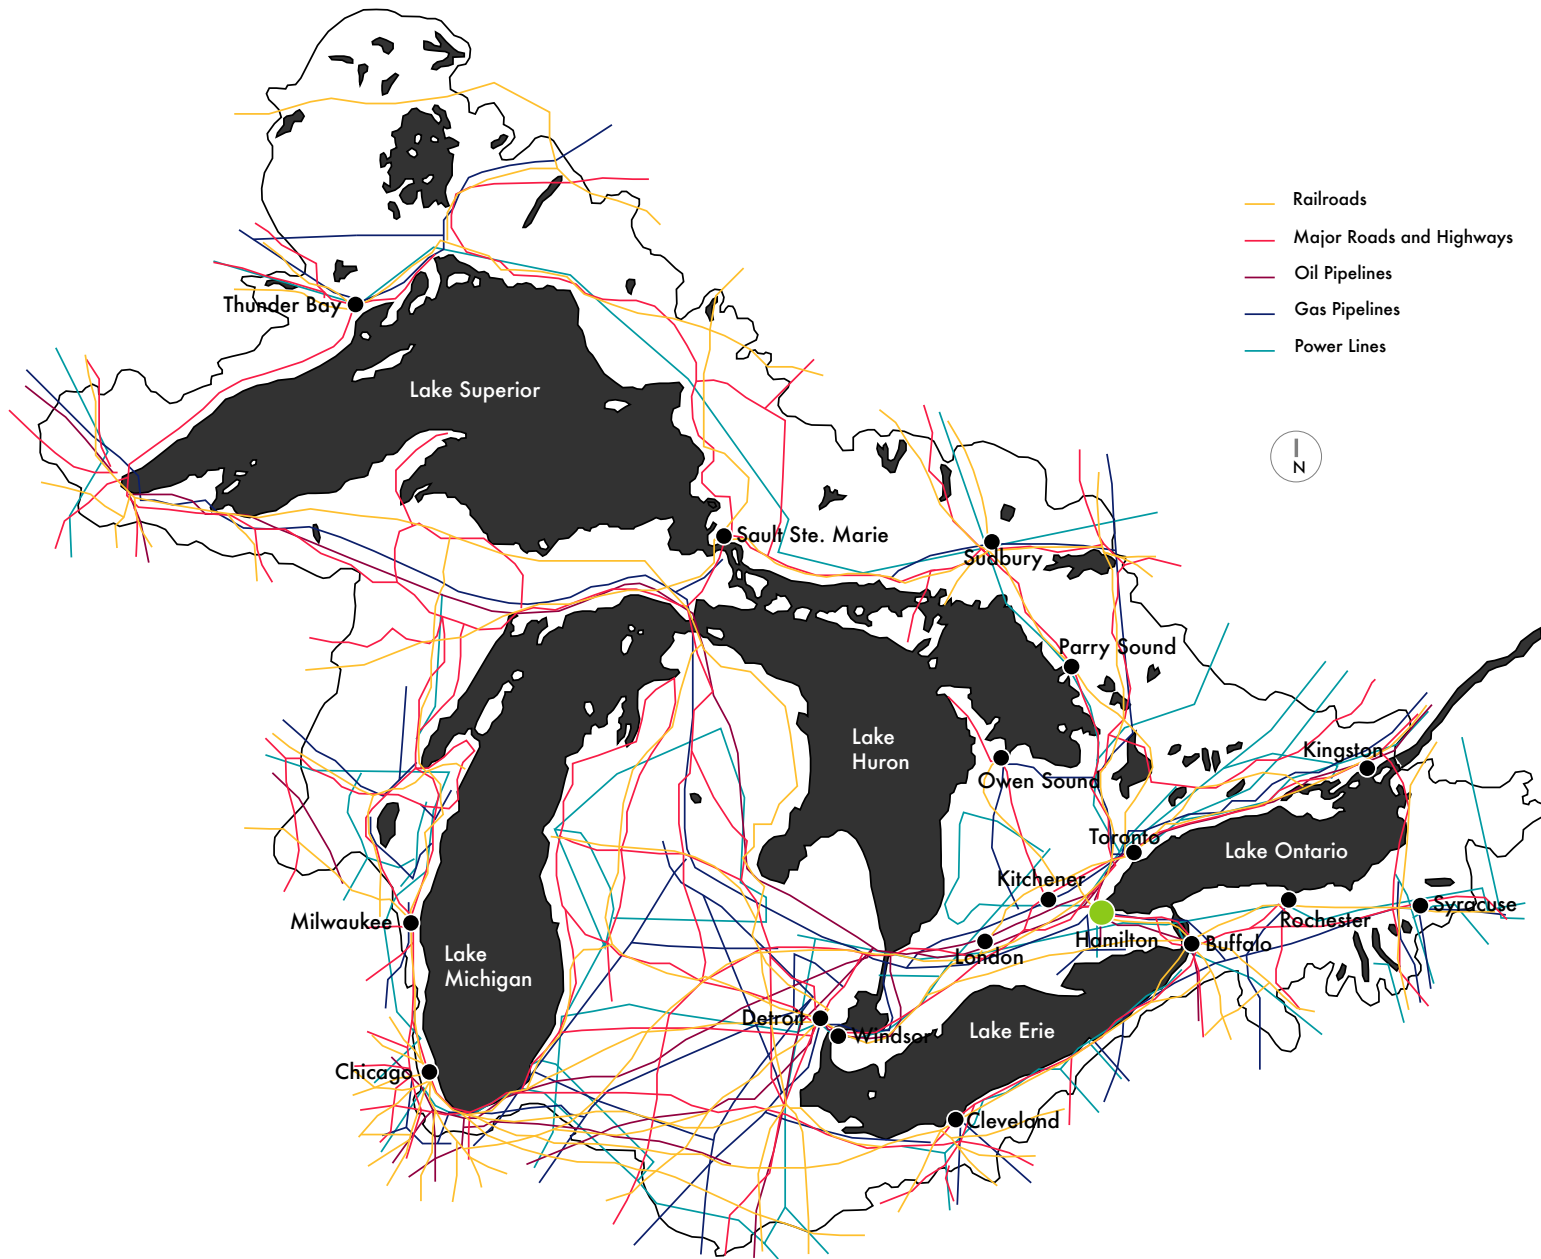 Railroads
Major Roads and Highways
Oil Pipelines
Gas Pipelines
Power Lines
N
Thunder Bay
Lake Superior
Sault Ste. Marie
Sudbury
Parry Sound
Lake
Huron
Owen Sound
Kingston
Toronto
Lake Ontario
Kitchener
Milwaukee
Hamilton
Rochester
Syracuse
Buffalo
London
Lake
Michigan
Detroit
Windsor
Lake Erie
Chicago
Cleveland